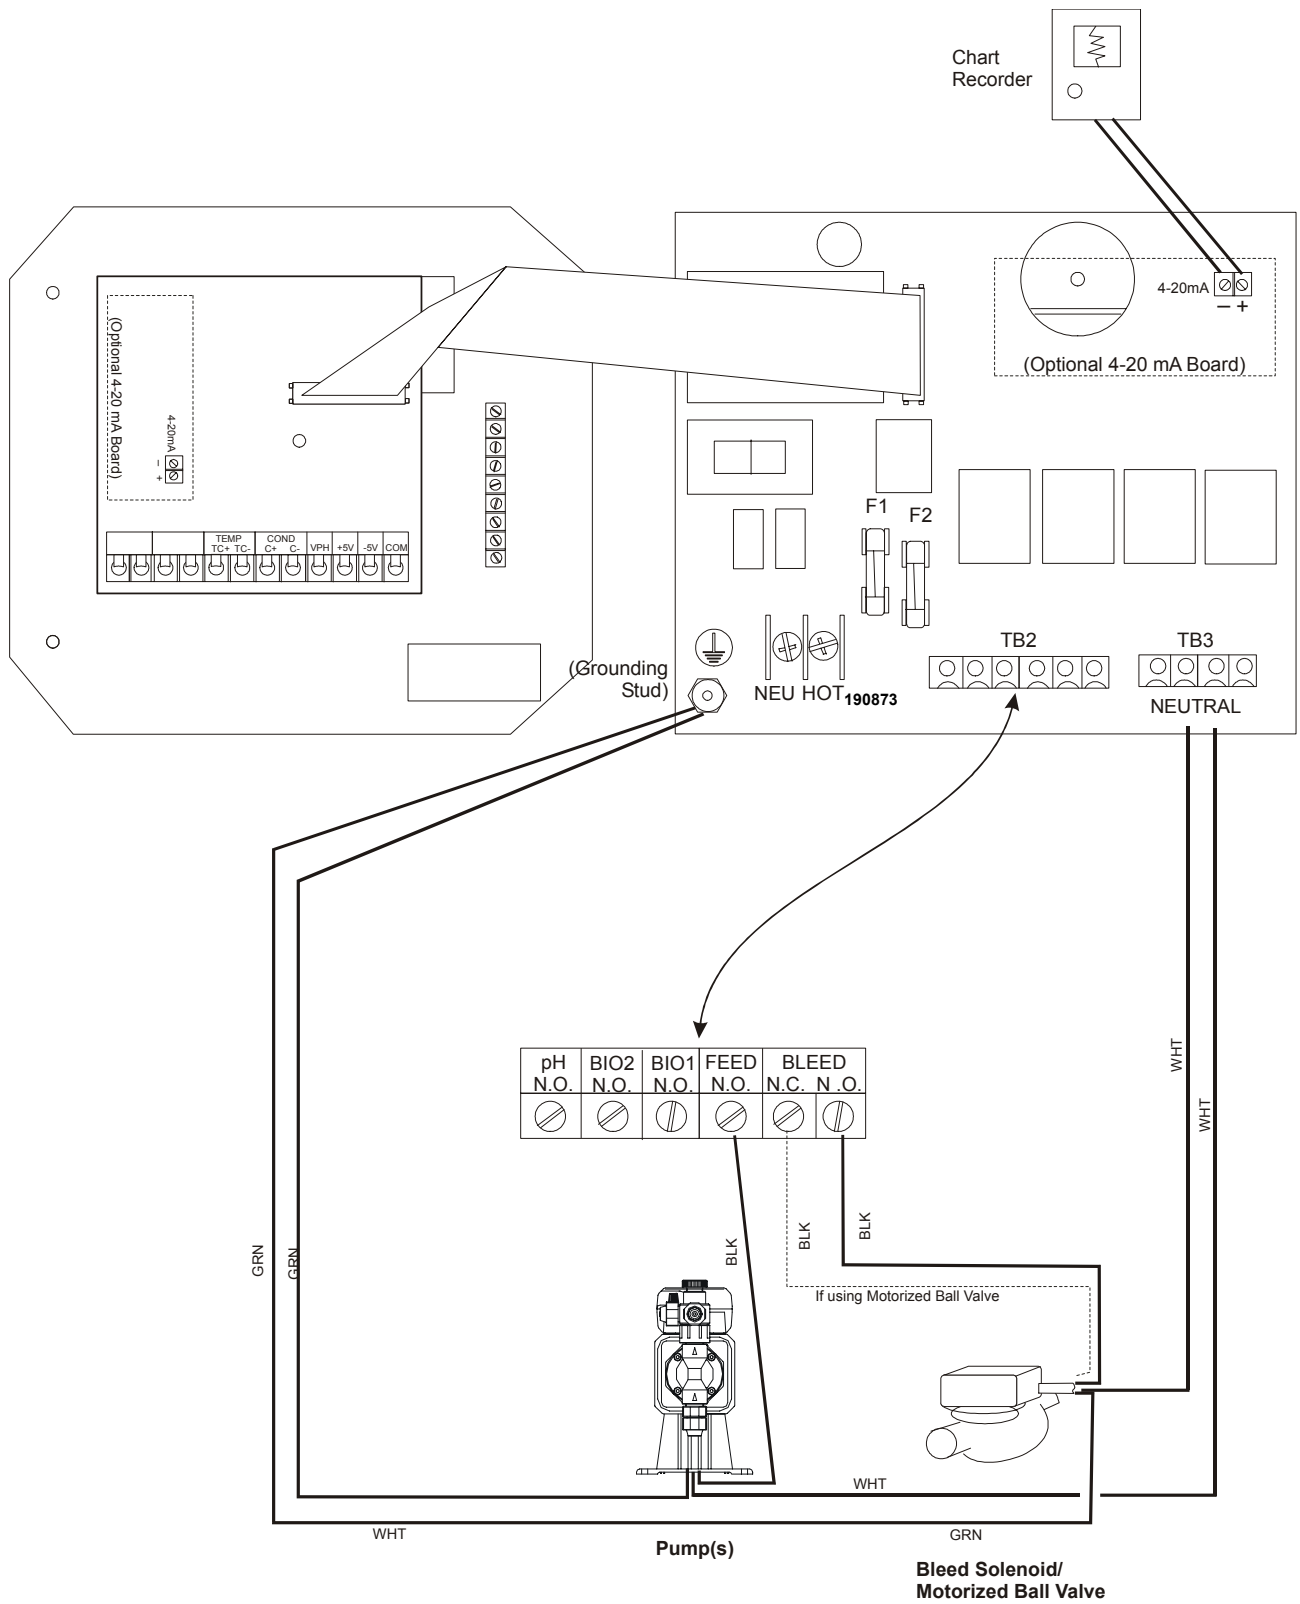 Chart
Recorder
4-20mA
– +
(Optional 4-20 mA Board)
(Optional 4-20 mA Board)
4-20mA
–
+
TEMP
TC+ TC-
COND
C+ C-
VPH
+5V
-5V
COM
F1
F2
TB2
TB3
(Grounding
Stud)
NEU HOT
190873
NEUTRAL
pH
N.O.
BIO2
N.O.
BIO1
N.O.
FEED
N.O.
BLEED
N.C. N .O.
WHT
WHT
GRN
GRN
BLK
BLK
BLK
If using Motorized Ball Valve
WHT
WHT
GRN
Pump(s)
Bleed Solenoid/
Motorized Ball Valve